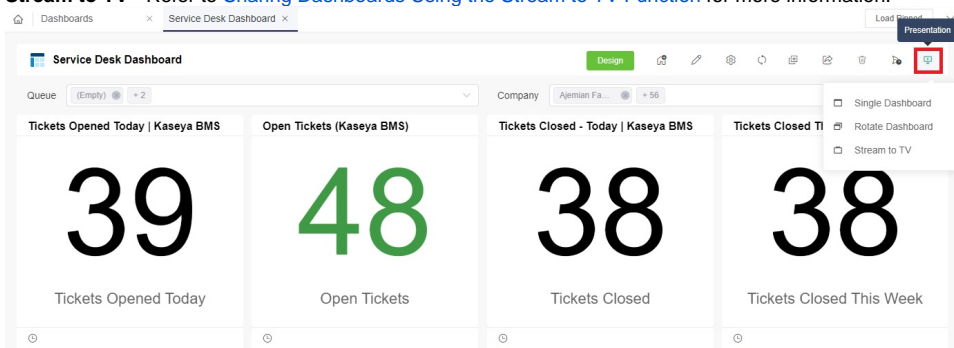 Stream to TV - Refer to Sharing Dashboards Using the Stream to TV Function for more information.
Dashboards × Service Desk Dashboard ×
Load Pinned
Presentation
Service Desk Dashboard
Design
Queue (Empty) + 2 Company Ajemian Fa... + 56
Single Dashboard
Rotate Dashboard
Stream to TV
Tickets Opened Today | Kaseya BMS Open Tickets (Kaseya BMS) Tickets Closed - Today | Kaseya BMS Tickets Closed
39 48 38 38
Tickets Opened Today Open Tickets Tickets Closed Tickets Closed This Week